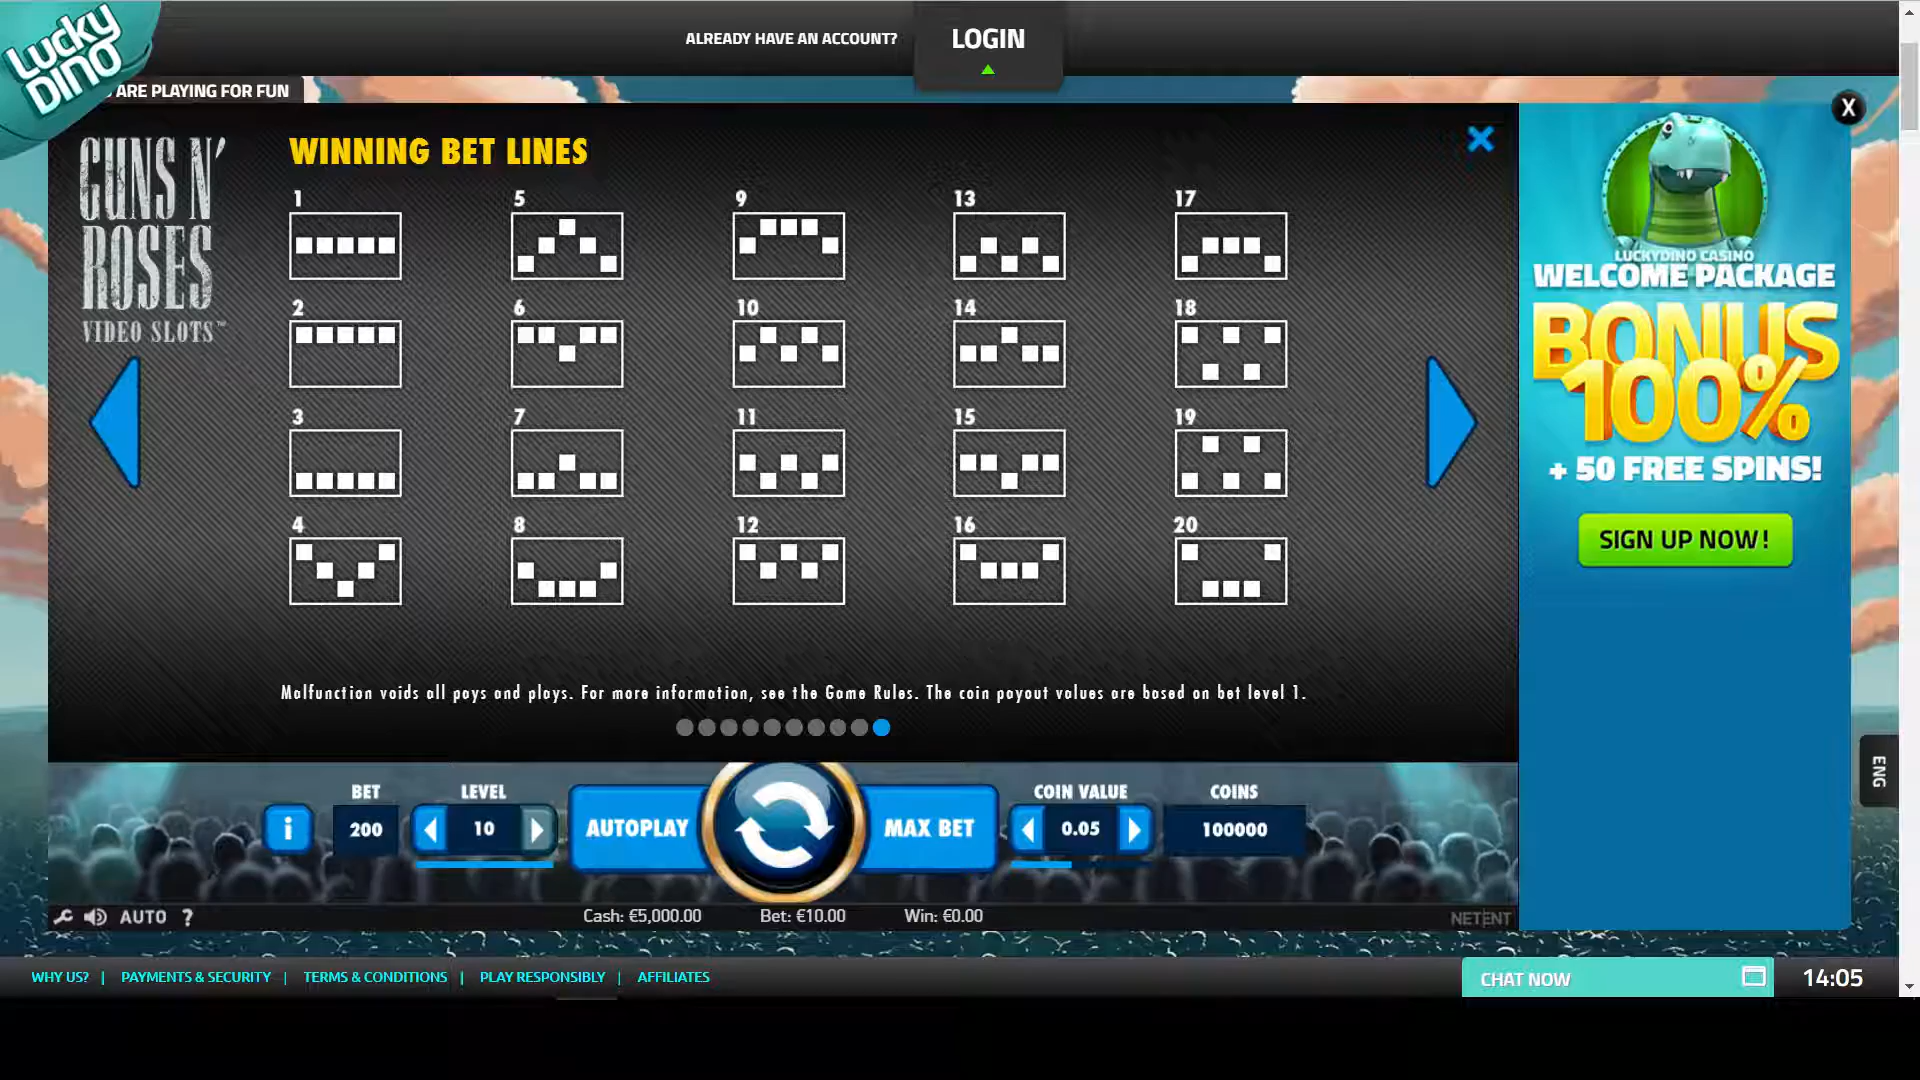 Lucky
DINO
ALREADY HAVE AN ACCOUNT?
LOGIN
ARE PLAYING FOR FUN
X
GUNS N'
ROSES
VIDEO SLOTS™
WINNING BET LINES
1 5 9 13 17
2 6 10 14 18
3 7 11 15 19
4 8 12 16 20
Malfunction voids all pays and plays. For more information, see the Game Rules. The coin payout values are based on bet level 1.
LUCKYDINO CASINO
WELCOME PACKAGE
BONUS
100%
+ 50 FREE SPINS!
SIGN UP NOW!
ENG
BET LEVEL COIN VALUE COINS
i 200 10 AUTOPLAY MAX BET 0.05 100000
AUTO ? Cash: €5,000.00 Bet: €10.00 Win: €0.00 NETENT
WHY US? | PAYMENTS & SECURITY | TERMS & CONDITIONS | PLAY RESPONSIBLY | AFFILIATES
CHAT NOW
14:05